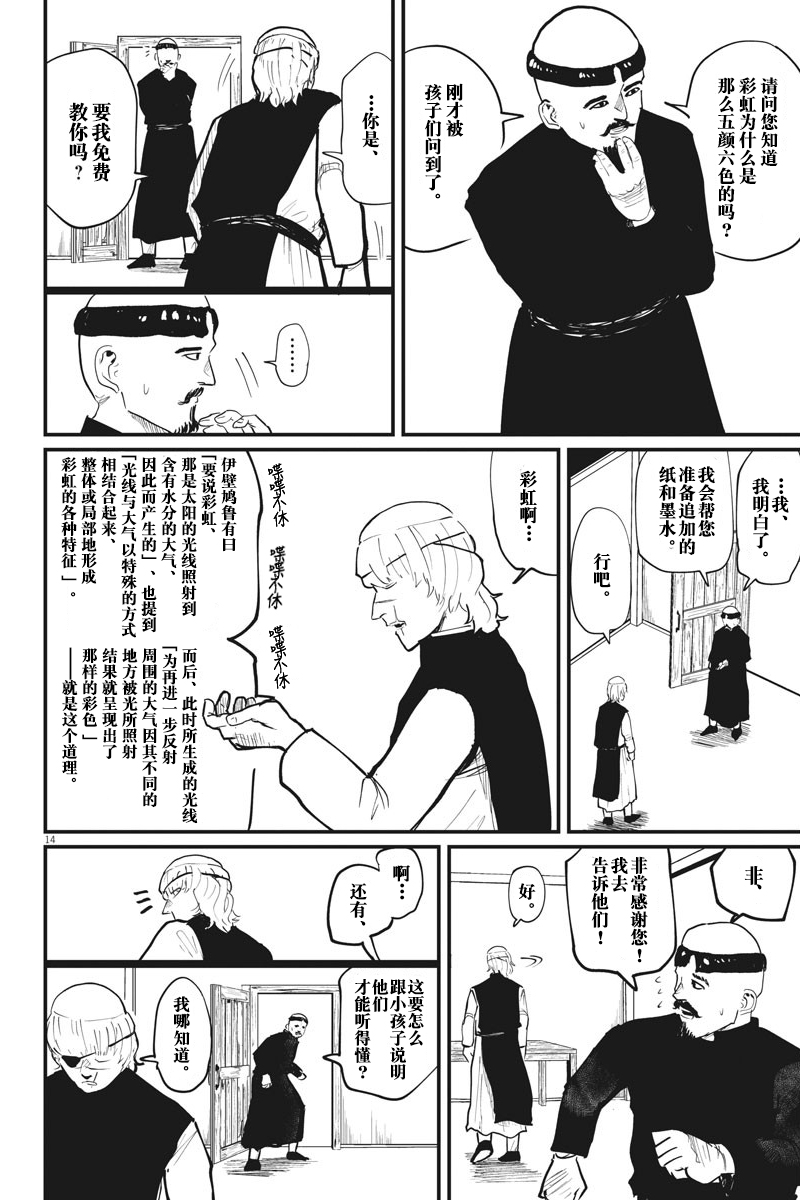 请问您知道
彩虹为什么是
那么五颜六色的吗？
刚才被
孩子们问到
了。
…你是、
要我免费
教你吗？
……
…我、
我明白了。
我会帮您
准备追加的
纸和墨水。
行吧。
彩虹啊…
喋喋不休
喋喋不休
喋喋不休
伊壁鸠鲁有曰
「要说彩虹、
那是太阳的光线照射到
含有水分的大气、
因此而产生的」、也提到
「光线与大气以特殊的方式
相结合起来、
整体或局部地形成
彩虹的各种特征」。
而后、此时所生成的光线
「为再进一步反射
周围的大气因其不同的
地方被光所照射
结果就呈现出了
那样的彩色」
——就是这个道理。
14
非、
非常感谢您！
我去
告诉他们！
好。
啊…
还有、
这要怎么
跟小孩子说明
他们
才能听得懂？
我哪知道。